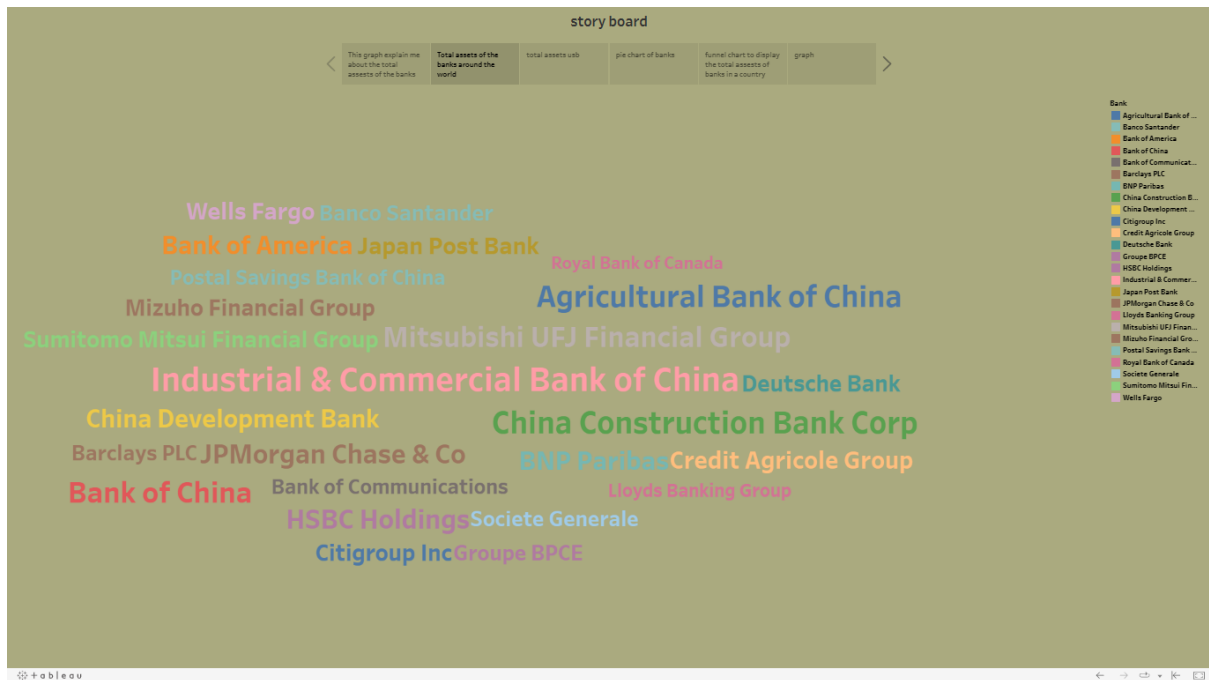 story board
This graph explain me
about the total
assests of the banks
Total assets of the
banks around the
world
total assets usb
pie chart of banks
funnel chart to display
the total assests of
banks in a country
graph
Wells Fargo Banco Santander
Bank of America Japan Post Bank
Royal Bank of Canada
Postal Savings Bank of China
Agricultural Bank of China
Mizuho Financial Group
Sumitomo Mitsui Financial Group Mitsubishi UFJ Financial Group
Industrial & Commercial Bank of China Deutsche Bank
China Development Bank China Construction Bank Corp
Barclays PLC JPMorgan Chase & Co BNP Paribas Credit Agricole Group
Bank of China Bank of Communications Lloyds Banking Group
HSBC Holdings Societe Generale
Citigroup Inc Groupe BPCE
Bank
Agricultural Bank of ...
Banco Santander
Bank of America
Bank of China
Bank of Communicat...
Barclays PLC
BNP Paribas
China Construction B...
China Development ...
Citigroup Inc
Credit Agricole Group
Deutsche Bank
Groupe BPCE
HSBC Holdings
Industrial & Commer...
Japan Post Bank
JPMorgan Chase & Co
Lloyds Banking Group
Mitsubishi UFJ Finan...
Mizuho Financial Gro...
Postal Savings Bank ...
Royal Bank of Canada
Societe Generale
Sumitomo Mitsui Fin...
Wells Fargo
+ a b l e a u